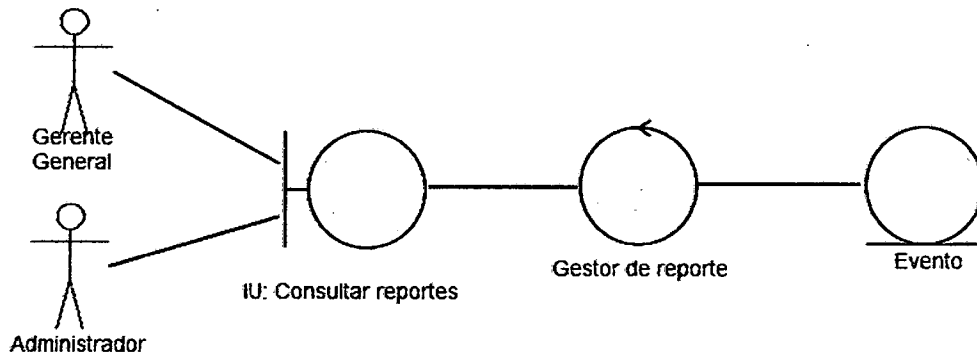 Gerente
General
Administrador
IU: Consultar reportes
Gestor de reporte
Evento